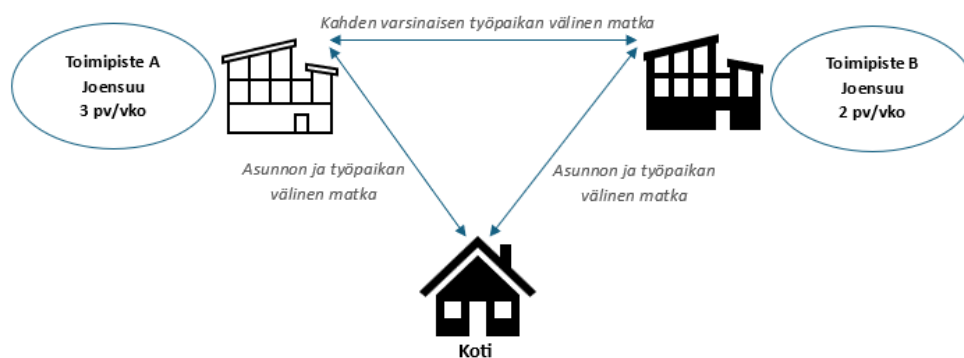 Kahden varsinaisen työpaikan välinen matka
Toimipiste A
Joensuu
3 pv/vko
Toimipiste B
Joensuu
2 pv/vko
Asunnon ja työpaikan
välinen matka
Asunnon ja työpaikan
välinen matka
Koti